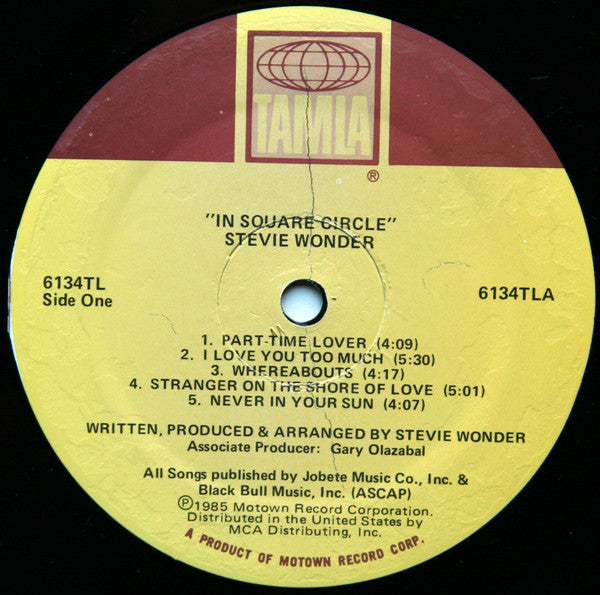 TAMLA
®
"IN SQUARE CIRCLE"
STEVIE WONDER
6134TL
Side One
6134TLA
1. PART-TIME LOVER (4:09)
2. I LOVE YOU TOO MUCH (5:30)
3. WHEREABOUTS (4:17)
4. STRANGER ON THE SHORE OF LOVE (5:01)
5. NEVER IN YOUR SUN (4:07)
WRITTEN, PRODUCED & ARRANGED BY STEVIE WONDER
Associate Producer: Gary Olazabal
All Songs published by Jobete Music Co., Inc. &
Black Bull Music, Inc. (ASCAP)
℗1985 Motown Record Corporation.
Distributed in the United States by
MCA Distributing, Inc.
A PRODUCT OF MOTOWN RECORD CORP.